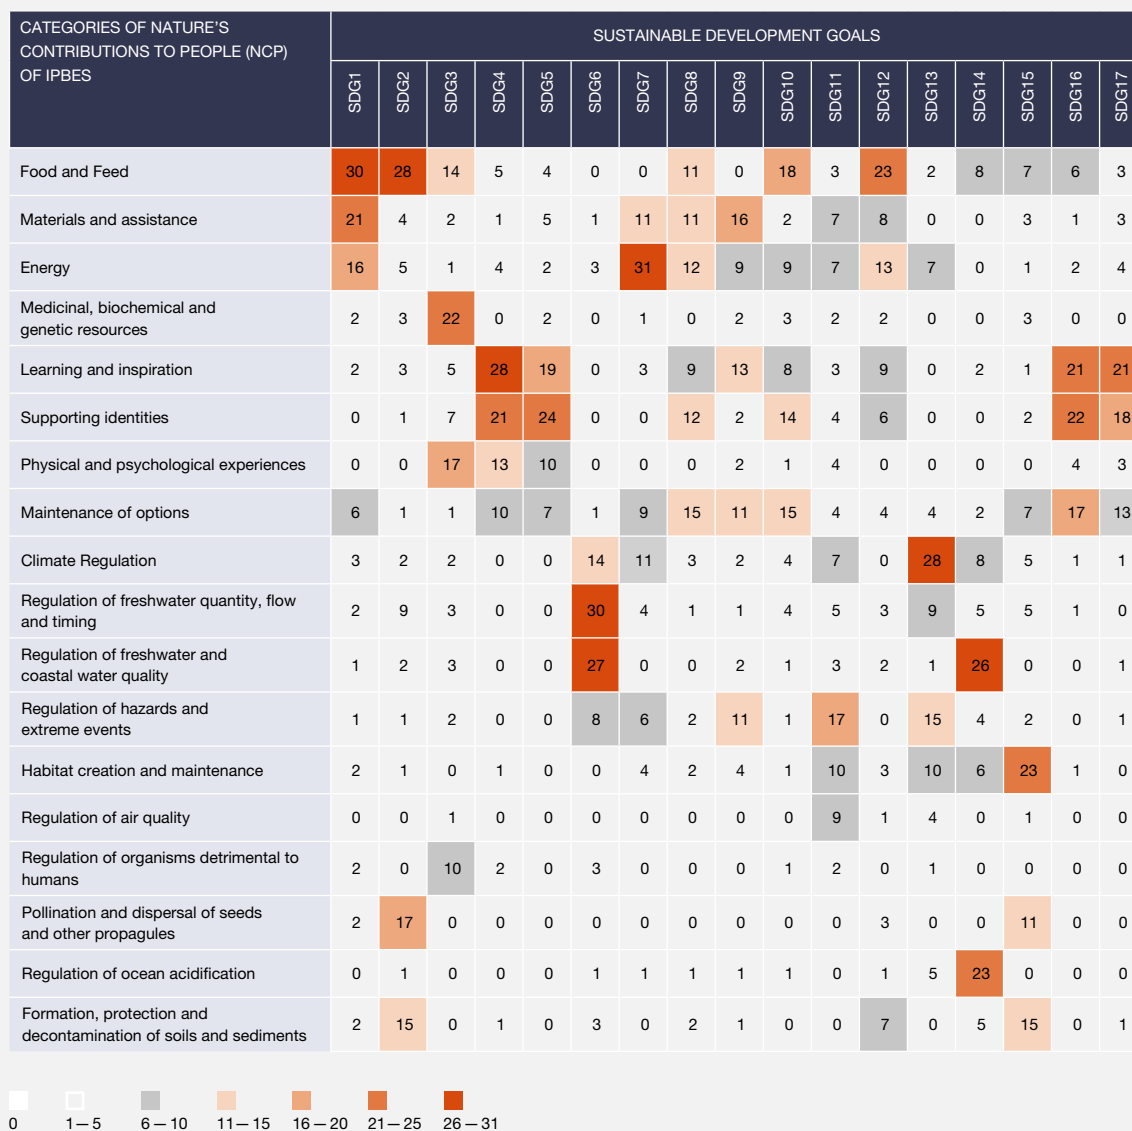 CATEGORIES OF NATURE'S
CONTRIBUTIONS TO PEOPLE (NCP)
OF IPBES
SUSTAINABLE DEVELOPMENT GOALS
SDG1 SDG2 SDG3 SDG4 SDG5 SDG6 SDG7 SDG8 SDG9 SDG10 SDG11 SDG12 SDG13 SDG14 SDG15 SDG16 SDG17
Food and Feed 30 28 14 5 4 0 0 11 0 18 3 23 2 8 7 6 3
Materials and assistance 21 4 2 1 5 1 11 11 16 2 7 8 0 0 3 1 3
Energy 16 5 1 4 2 3 31 12 9 9 7 13 7 0 1 2 4
Medicinal, biochemical and
genetic resources 2 3 22 0 2 0 1 0 2 3 2 2 0 0 3 0 0
Learning and inspiration 2 3 5 28 19 0 3 9 13 8 3 9 0 2 1 21 21
Supporting identities 0 1 7 21 24 0 0 12 2 14 4 6 0 0 2 22 18
Physical and psychological experiences 0 0 17 13 10 0 0 0 2 1 4 0 0 0 0 4 3
Maintenance of options 6 1 1 10 7 1 9 15 11 15 4 4 4 2 7 17 13
Climate Regulation 3 2 2 0 0 14 11 3 2 4 7 0 28 8 5 1 1
Regulation of freshwater quantity, flow
and timing 2 9 3 0 0 30 4 1 1 4 5 3 9 5 5 1 0
Regulation of freshwater and
coastal water quality 1 2 3 0 0 27 0 0 2 1 3 2 1 26 0 0 1
Regulation of hazards and
extreme events 1 1 2 0 0 8 6 2 11 1 17 0 15 4 2 0 1
Habitat creation and maintenance 2 1 0 1 0 0 4 2 4 1 10 3 10 6 23 1 0
Regulation of air quality 0 0 1 0 0 0 0 0 0 0 9 1 4 0 1 0 0
Regulation of organisms detrimental to
humans 2 0 10 2 0 3 0 0 0 1 2 0 1 0 0 0 0
Pollination and dispersal of seeds
and other propagules 2 17 0 0 0 0 0 0 0 0 0 3 0 0 11 0 0
Regulation of ocean acidification 0 1 0 0 0 1 1 1 1 1 0 1 5 23 0 0 0
Formation, protection and
decontamination of soils and sediments 2 15 0 1 0 3 0 2 1 0 0 7 0 5 15 0 1
0 1—5 6—10 11—15 16—20 21—25 26—31